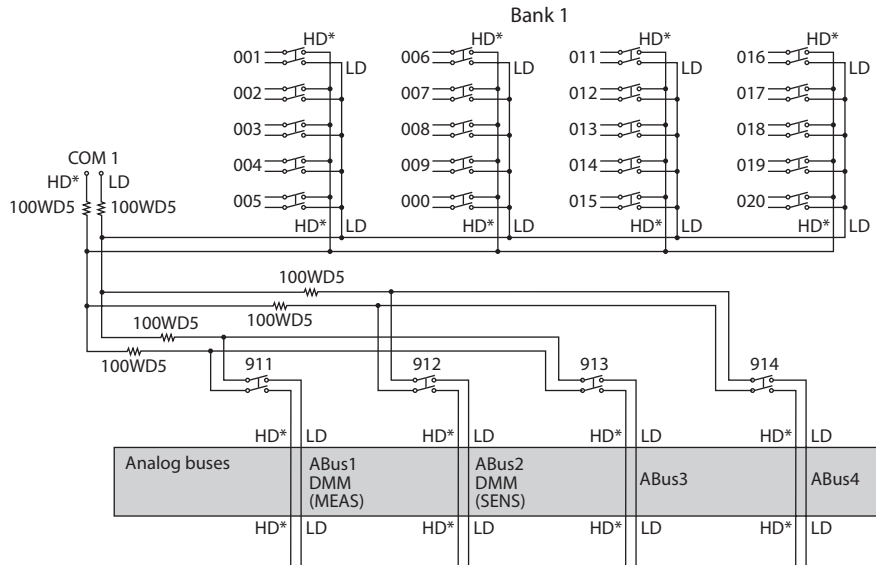 Bank 1
HD* HD* HD* HD*
001 006 011 016
LD LD LD LD
002 007 012 017
003 008 013 018
COM 1
004 009 014 019
HD* LD
005 000 015 020
100WD5 100WD5
HD* LD HD* LD HD* LD HD* LD
100WD5
100WD5
100WD5
100WD5
911 912 913 914
HD* LD HD* LD HD* LD HD* LD
Analog buses
ABus1
DMM
(MEAS)
ABus2
DMM
(SENS)
ABus3
ABus4
HD* LD HD* LD HD* LD HD* LD